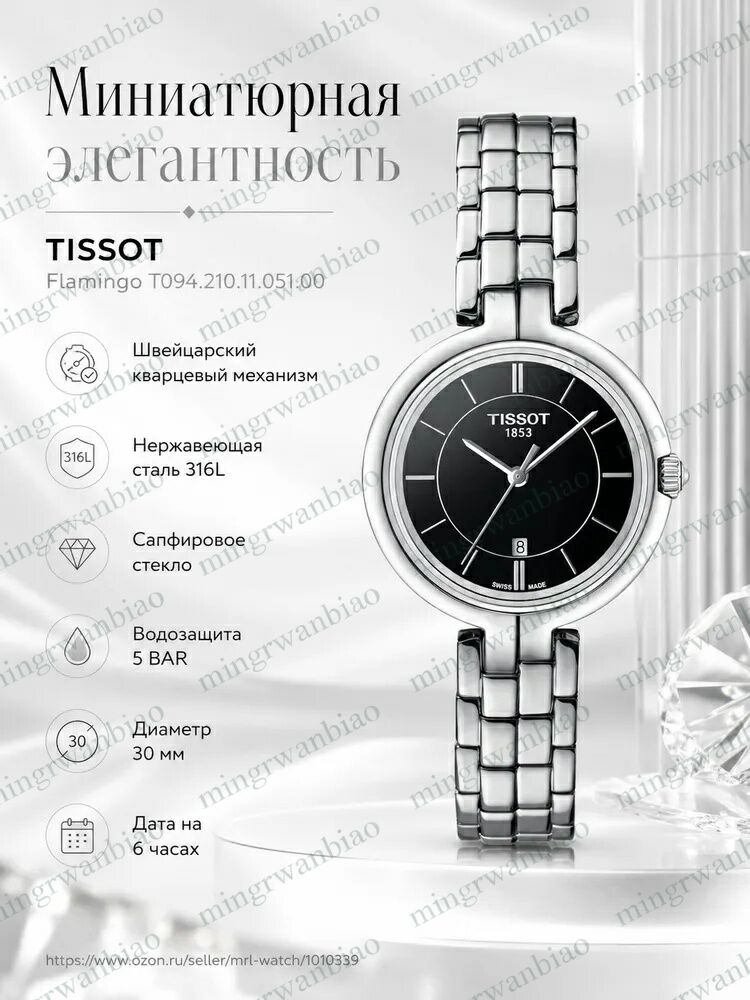 Миниатюрная
элегантность
TISSOT
Flamingo T094.210.11.051.00
Швейцарский
кварцевый механизм
316L
Нержавеющая
сталь 316L
Сапфировое
стекло
Водозащита
5 BAR
30
Диаметр
30 мм
Дата на
6 часах
TISSOT
1853
8
SWISS MADE
https://www.ozon.ru/seller/mrl-watch/1010339
mingrwanbiao